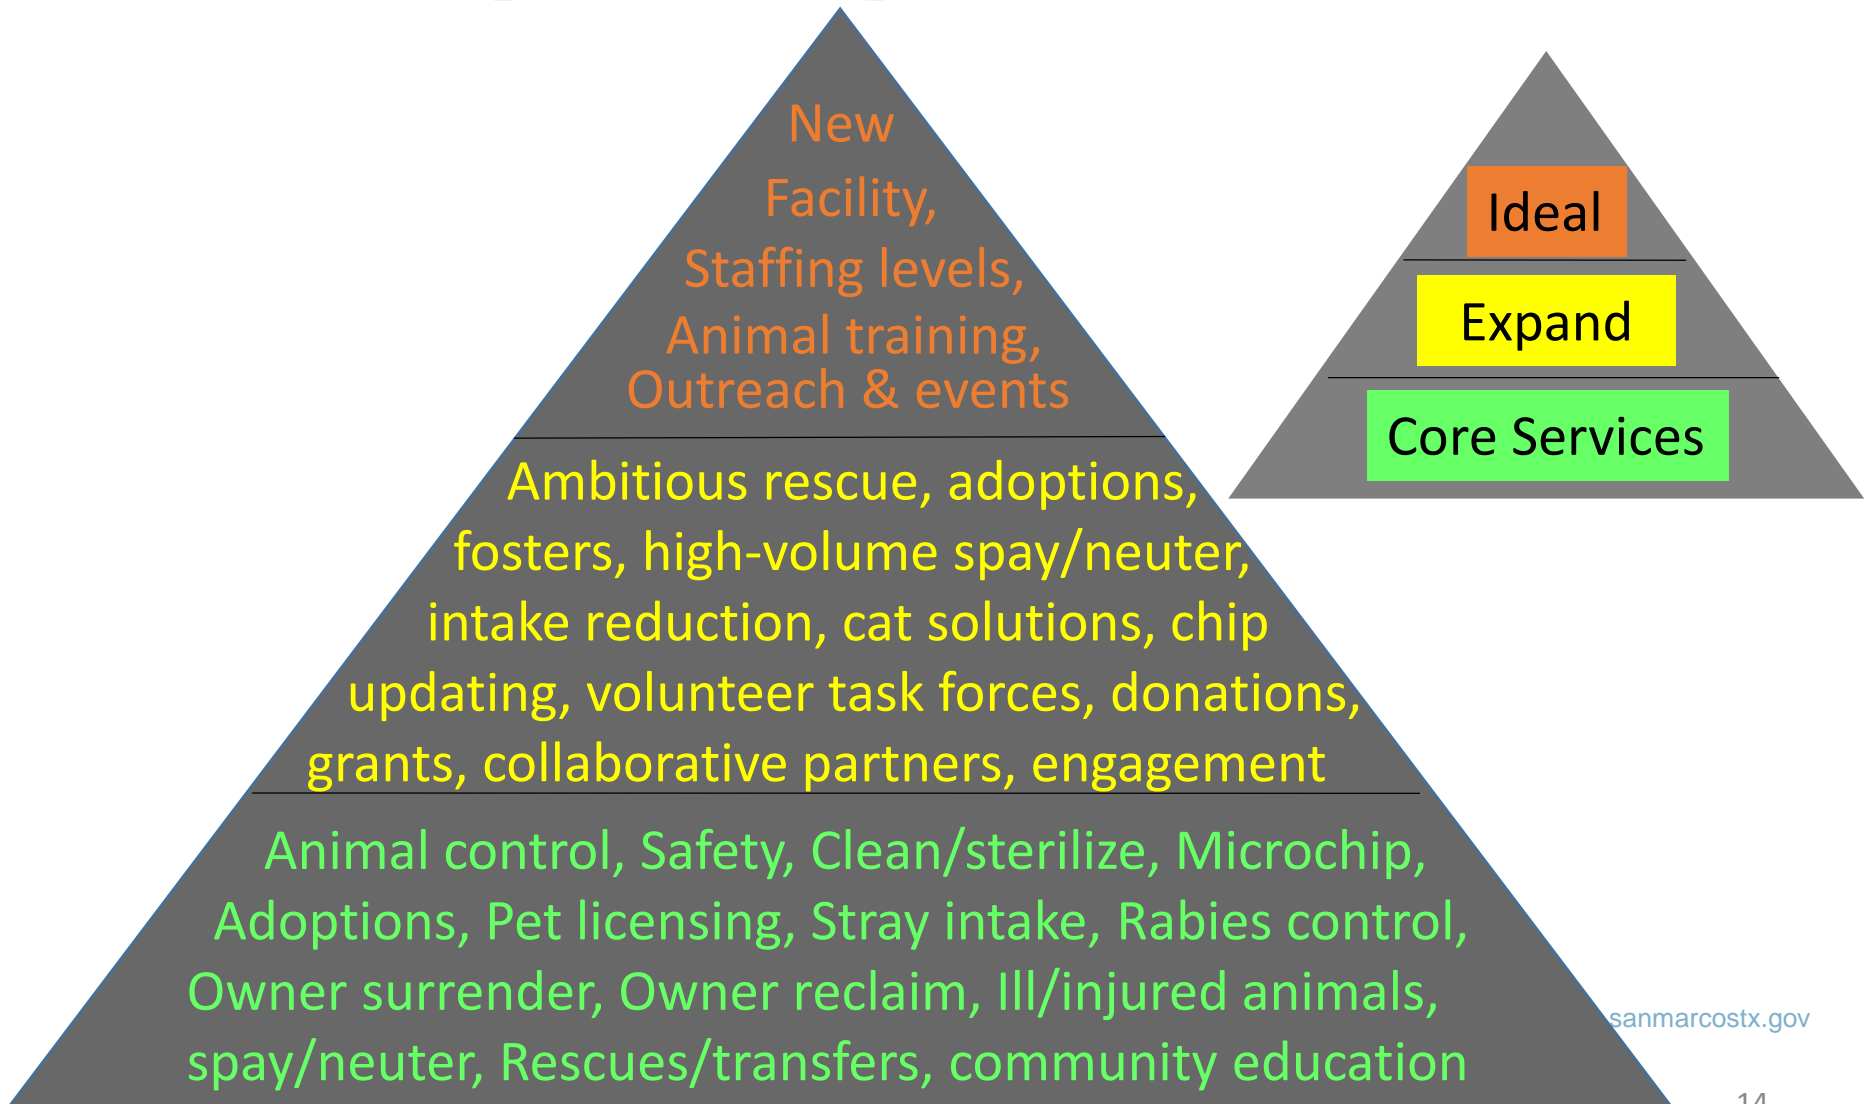 New
Facility,
Staffing levels,
Animal training,
Outreach & events
Ambitious rescue, adoptions,
fosters, high-volume spay/neuter,
intake reduction, cat solutions, chip
updating, volunteer task forces, donations,
grants, collaborative partners, engagement
Animal control, Safety, Clean/sterilize, Microchip,
Adoptions, Pet licensing, Stray intake, Rabies control,
Owner surrender, Owner reclaim, Ill/injured animals,
spay/neuter, Rescues/transfers, community education
Ideal
Expand
Core Services
sanmarcostx.gov
14